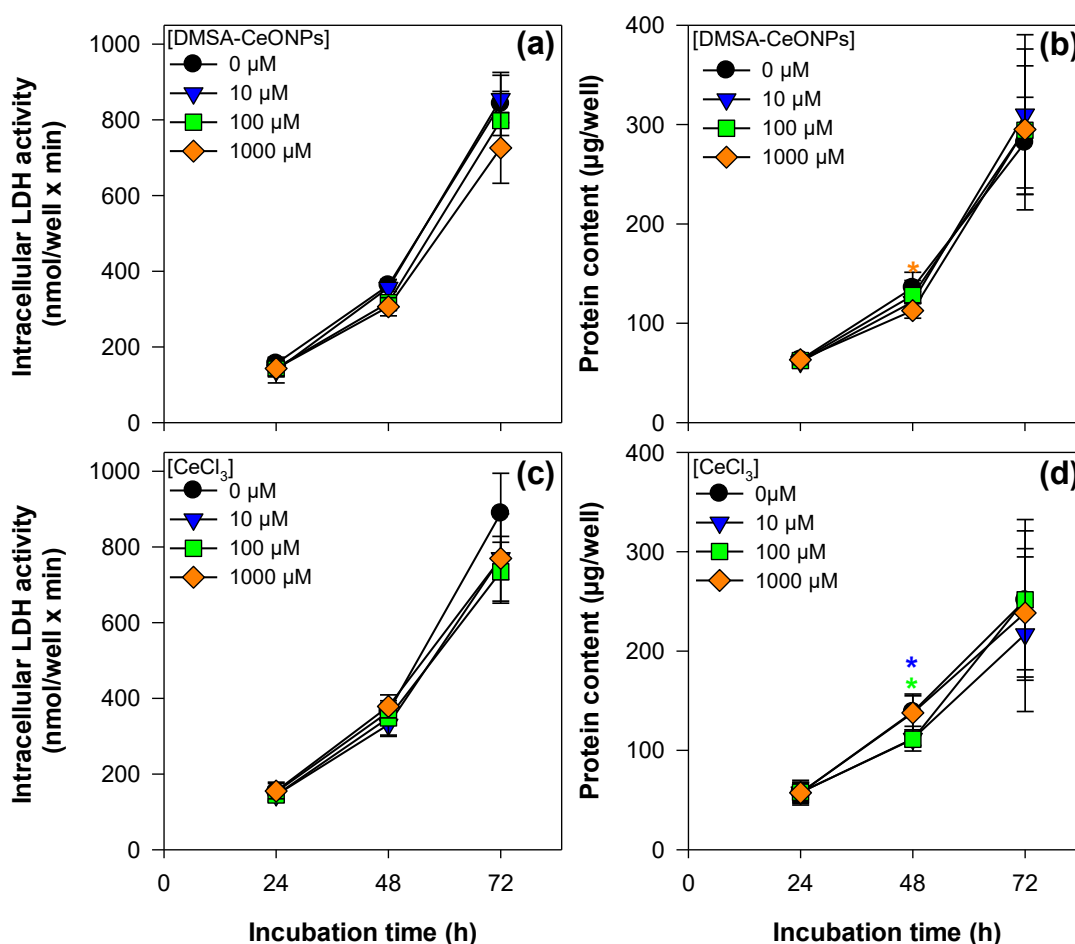 [DMSA-CeONPs]
(a)
0 µM
10 µM
100 µM
1000 µM
Intracellular LDH activity
(nmol/well x min)
1000
800
600
400
200
0
[DMSA-CeONPs]
(b)
0 µM
10 µM
100 µM
1000 µM
Protein content (µg/well)
400
300
200
100
0
*
[CeCl3]
(c)
0 µM
10 µM
100 µM
1000 µM
Intracellular LDH activity
(nmol/well x min)
1000
800
600
400
200
0
0 24 48 72
Incubation time (h)
[CeCl3]
(d)
0µM
10 µM
100 µM
1000 µM
Protein content (µg/well)
400
300
200
100
0
*
*
0 24 48 72
Incubation time (h)